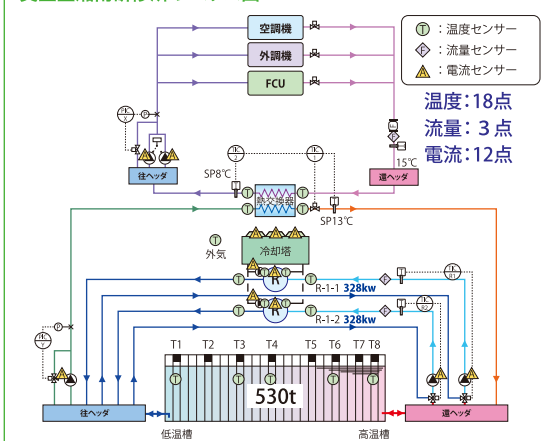 空調機
外調機
FCU
T ：温度センサー
F ：流量センサー
A ：電流センサー
温度：18点
流量： 3 点
電流：12点
P
往ヘッダ
SP8℃
熱交換器
SP13℃
15℃
還ヘッダ
外気
冷却塔
R
R-1-1 328kw
R
R-1-2 328kw
T1 T2 T3 T4 T5 T6 T7 T8
530t
往ヘッダ
低温槽
高温槽
還ヘッダ